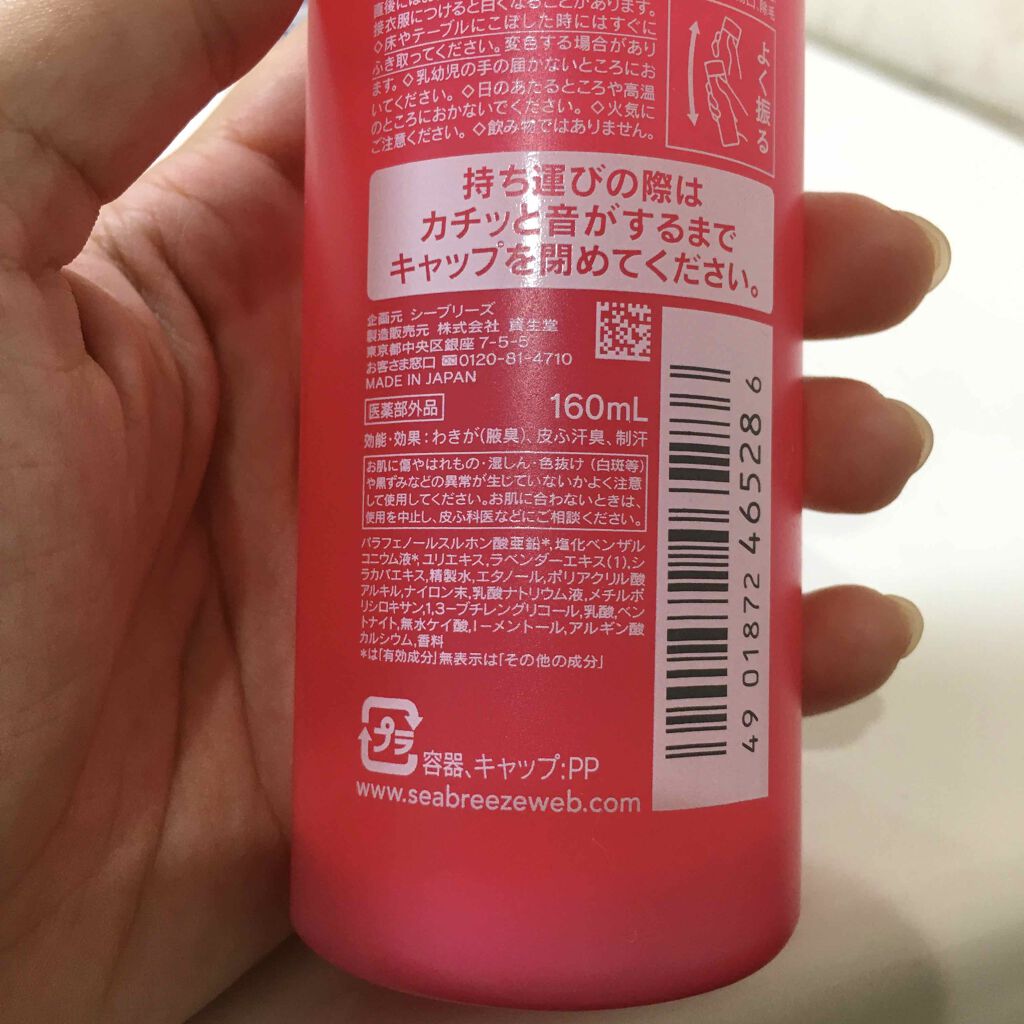 接衣服につけると白くなることがあります。
◇床やテーブルにこぼした時にはすぐに
ふき取ってください。変色する場合があり
ます。◇乳幼児の手の届かないところにお
いてください。◇日のあたるところや高温
のところにおかないでください。◇火気に
ご注意ください。◇飲み物ではありません。
よく振る
持ち運びの際は
カチッと音がするまで
キャップを閉めてください。
企画元 シーブリーズ
製造販売元 株式会社 資生堂
東京都中央区銀座 7-5-5
お客さま窓口 0120-81-4710
MADE IN JAPAN
医薬部外品
160mL
効能・効果:わきが(腋臭)、皮ふ汗臭、制汗
お肌に傷やはれもの・湿しん・色抜け(白斑等)
や黒ずみなどの異常が生じていないかよく注意
して使用してください。お肌に合わないときは、
使用を中止し、皮ふ科医などにご相談ください。
パラフェノールスルホン酸亜鉛*,塩化ベンザル
コニウム液*,ユリエキス,ラベンダーエキス(1),シ
ラカバエキス,精製水,エタノール,ポリアクリル酸
アルキル,ナイロン末,乳酸ナトリウム液,メチルポ
リシロキサン,1,3-ブチレングリコール,乳酸,ベン
トナイト,無水ケイ酸,l-メントール,アルギン酸
カルシウム,香料
*は「有効成分」無表示は「その他の成分」
プラ
容器、キャップ:PP
www.seabreezeweb.com
4901872465286